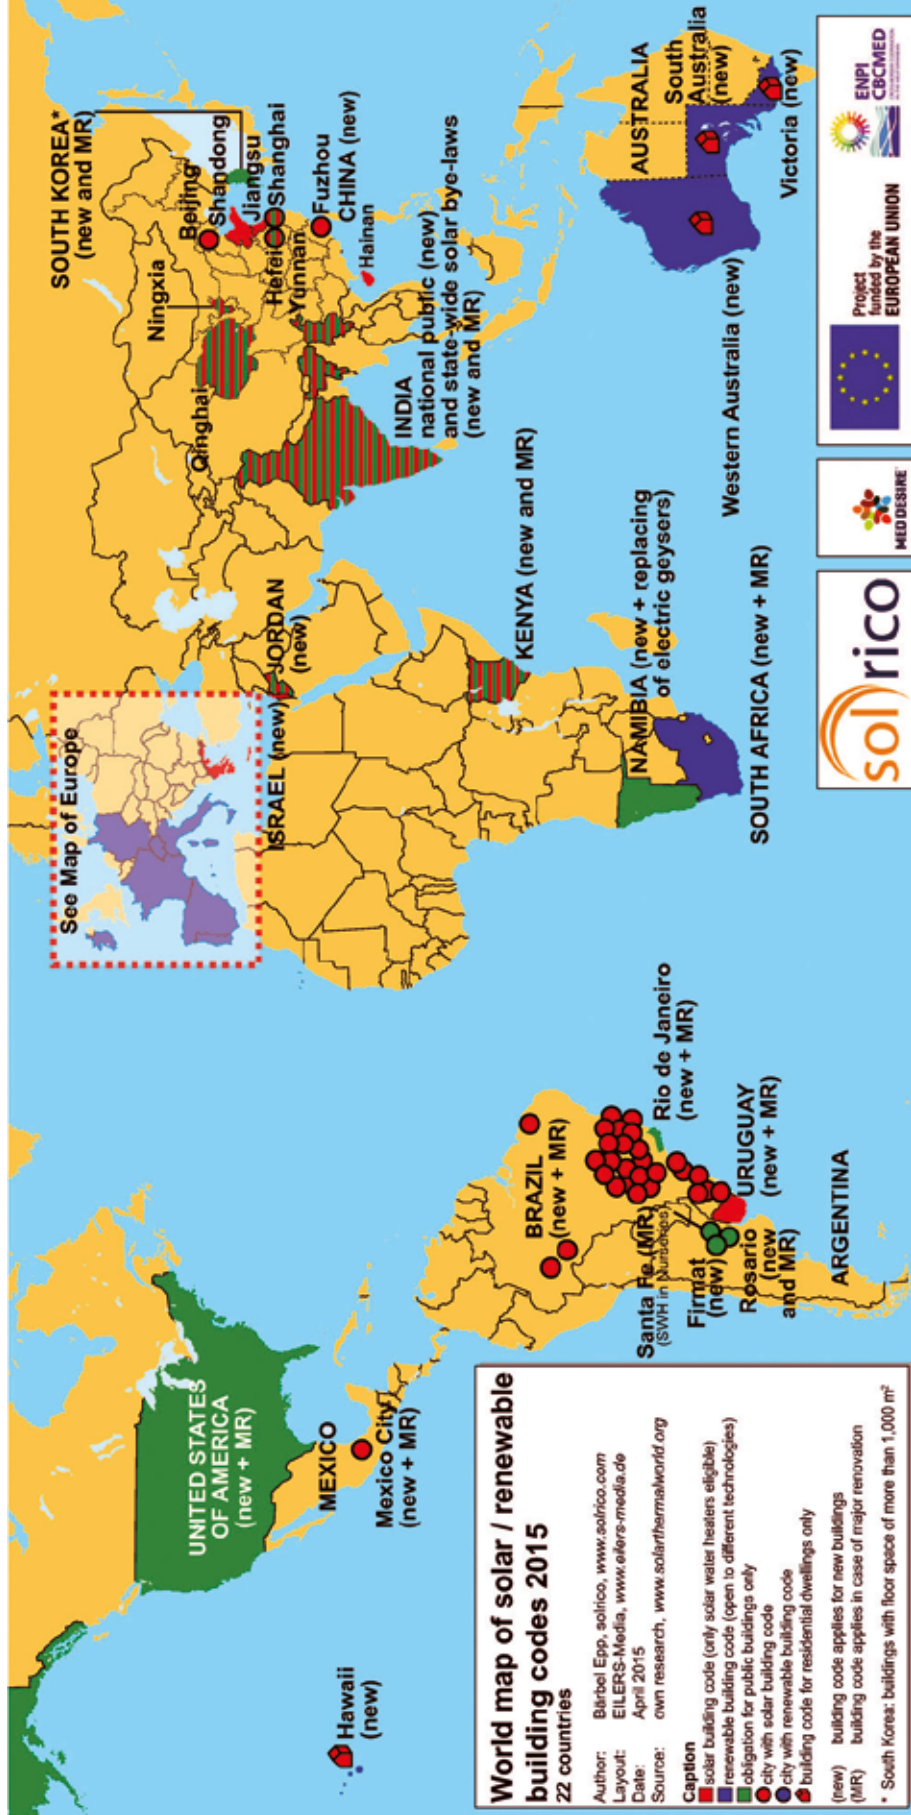 See Map of Europe
SOUTH KOREA*
(new and MR)
Beijing
Shandong
Jiangsu
Shanghai
Hefei
Fuzhou
CHINA (new)
Hainan
Yunnan
Ningxia
Qinghai
INDIA
national public (new)
and state-wide solar bye-laws
(new and MR)
JORDAN
(new)
ISRAEL (new)
KENYA (new and MR)
NAMIBIA (new + replacing
of electric geysers)
SOUTH AFRICA (new + MR)
AUSTRALIA
South
Australia
(new)
Victoria (new)
Western Australia (new)
UNITED STATES
OF AMERICA
(new + MR)
Hawaii
(new)
MEXICO
Mexico City
(new + MR)
BRAZIL
(new + MR)
Rio de Janeiro
(new + MR)
URUGUAY
(new + MR)
Santa Fe (MR)
(SWH in Nurseries)
Firmat
(new)
Rosario
(new
and MR)
ARGENTINA
World map of solar / renewable
building codes 2015
22 countries
Author: Bärbel Epp, solrico, www.solrico.com
Layout: EILERS-Media, www.eilers-media.de
Date: April 2015
Source: own research, www.solarthermalworld.org
Caption
solar building code (only solar water heaters eligible)
renewable building code (open to different technologies)
obligation for public buildings only
city with solar building code
city with renewable building code
building code for residential dwellings only
(new) building code applies for new buildings
(MR) building code applies in case of major renovation
* South Korea: buildings with floor space of more than 1,000 m²
solrico
MED DESIRE
Project
funded by the
EUROPEAN UNION
ENPI
CBCMED